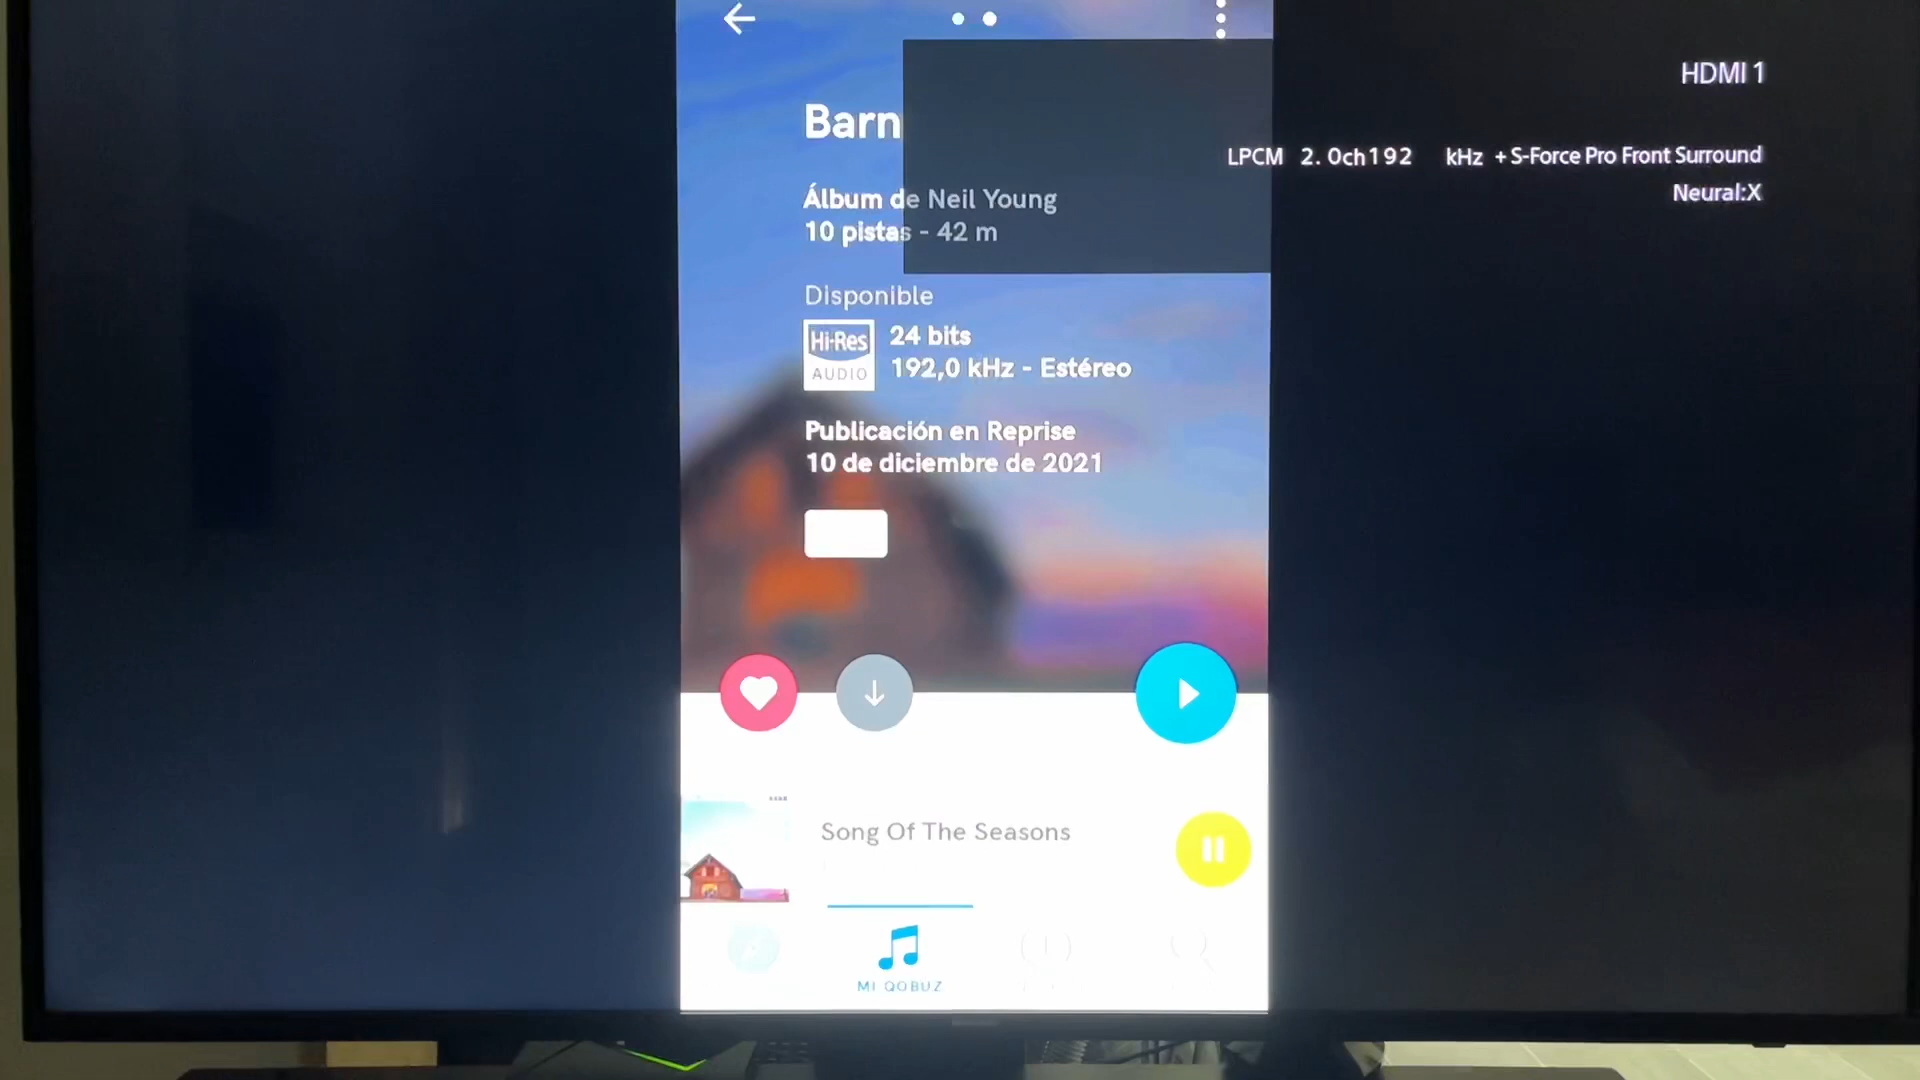 HDMI 1
LPCM 2.0ch192 kHz +S-Force Pro Front Surround
Neural:X
Barn
Álbum de Neil Young
10 pistas - 42 m
Disponible
Hi-Res
AUDIO
24 bits
192,0 kHz - Estéreo
Publicación en Reprise
10 de diciembre de 2021
Song Of The Seasons
MI QOBUZ